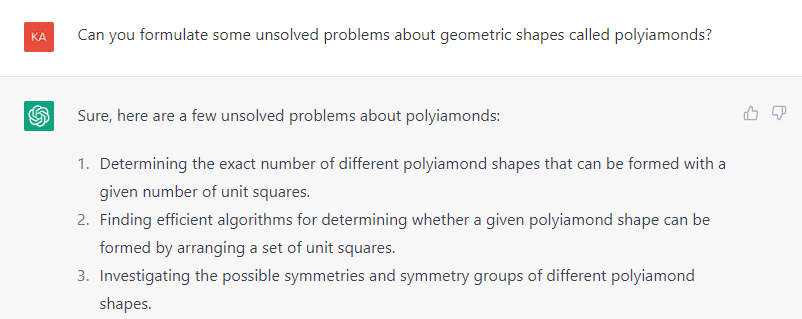 KA
Can you formulate some unsolved problems about geometric shapes called polyiamonds?
Sure, here are a few unsolved problems about polyiamonds:
1. Determining the exact number of different polyiamond shapes that can be formed with a
given number of unit squares.
2. Finding efficient algorithms for determining whether a given polyiamond shape can be
formed by arranging a set of unit squares.
3. Investigating the possible symmetries and symmetry groups of different polyiamond
shapes.